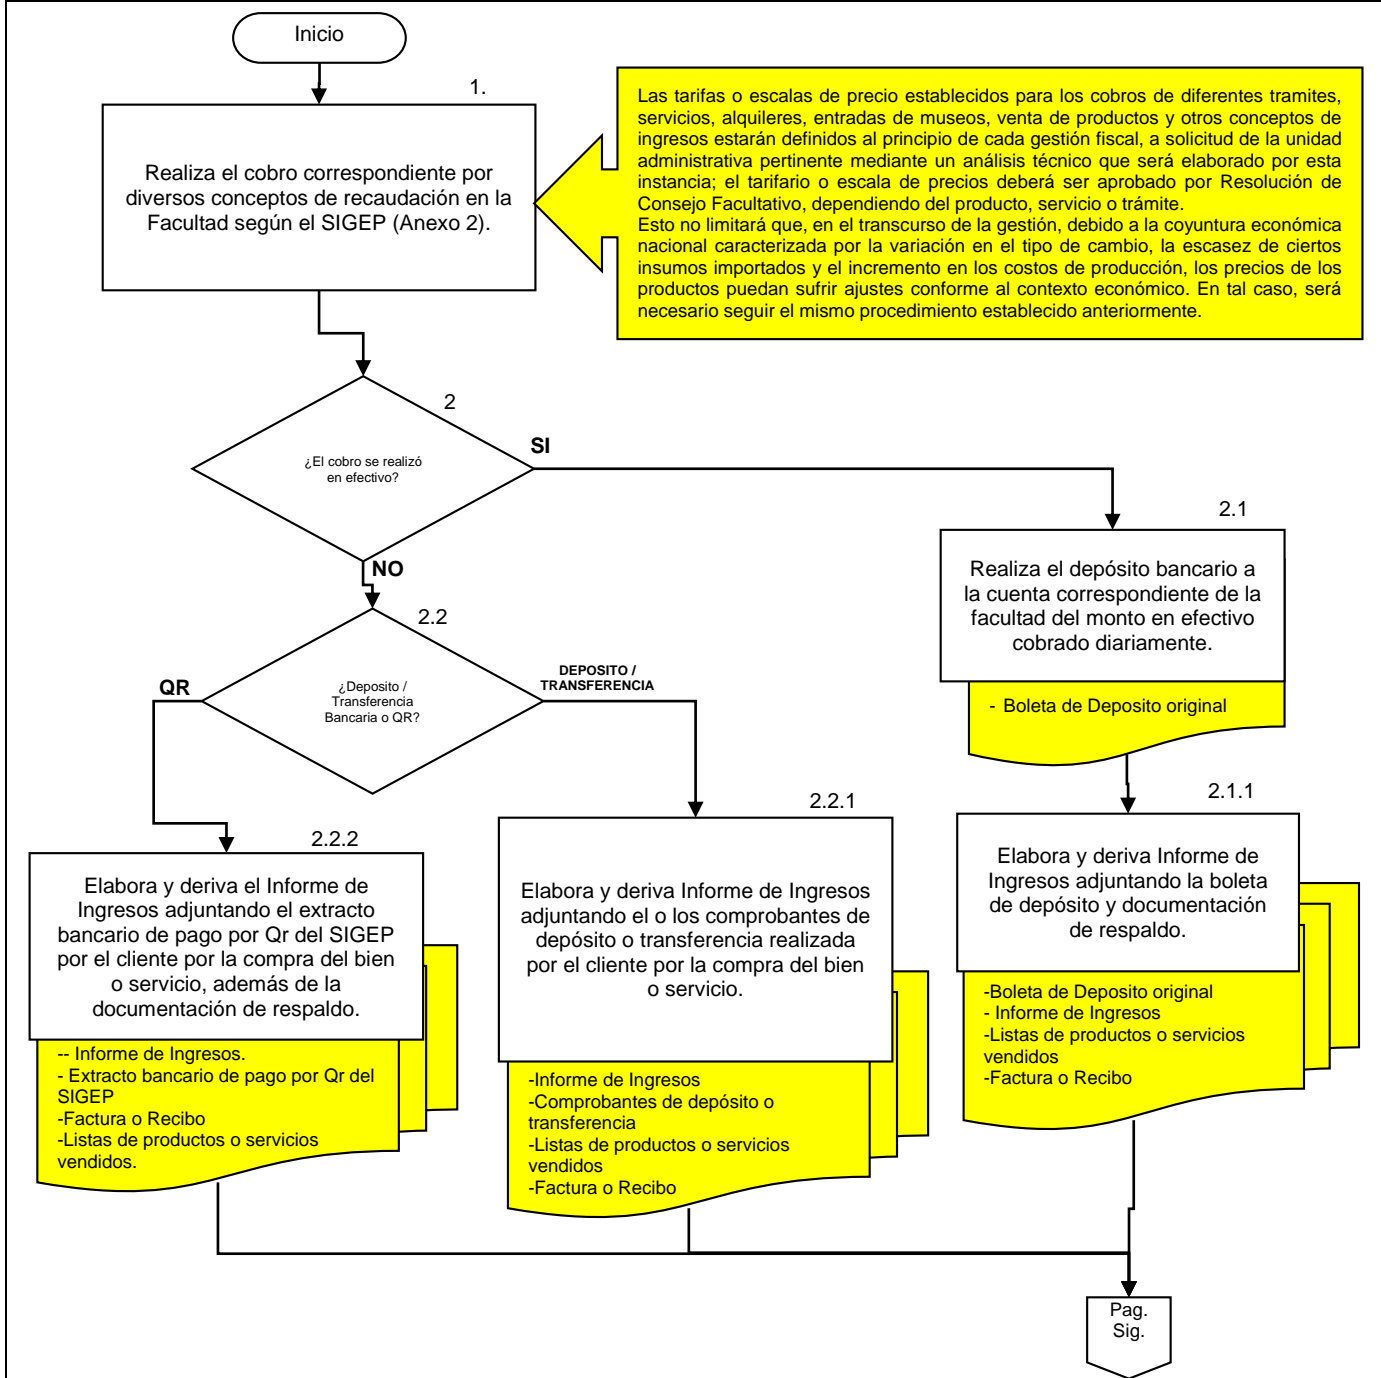 Inicio
1.
Realiza el cobro correspondiente por
diversos conceptos de recaudación en la
Facultad según el SIGEP (Anexo 2).
Las tarifas o escalas de precio establecidos para los cobros de diferentes tramites,
servicios, alquileres, entradas de museos, venta de productos y otros conceptos de
ingresos estarán definidos al principio de cada gestión fiscal, a solicitud de la unidad
administrativa pertinente mediante un análisis técnico que será elaborado por esta
instancia; el tarifario o escala de precios deberá ser aprobado por Resolución de
Consejo Facultativo, dependiendo del producto, servicio o trámite.
Esto no limitará que, en el transcurso de la gestión, debido a la coyuntura económica
nacional caracterizada por la variación en el tipo de cambio, la escasez de ciertos
insumos importados y el incremento en los costos de producción, los precios de los
productos puedan sufrir ajustes conforme al contexto económico. En tal caso, será
necesario seguir el mismo procedimiento establecido anteriormente.
2
¿El cobro se realizó
en efectivo?
SI
NO
2.1
Realiza el depósito bancario a
la cuenta correspondiente de la
facultad del monto en efectivo
cobrado diariamente.
- Boleta de Deposito original
2.2
¿Deposito /
Transferencia
Bancaria o QR?
QR
DEPOSITO /
TRANSFERENCIA
2.2.2
Elabora y deriva el Informe de
Ingresos adjuntando el extracto
bancario de pago por Qr del SIGEP
por el cliente por la compra del bien
o servicio, además de la
documentación de respaldo.
-- Informe de Ingresos.
- Extracto bancario de pago por Qr del
SIGEP
-Factura o Recibo
-Listas de productos o servicios
vendidos.
2.2.1
Elabora y deriva Informe de Ingresos
adjuntando el o los comprobantes de
depósito o transferencia realizada
por el cliente por la compra del bien
o servicio.
-Informe de Ingresos
-Comprobantes de depósito o
transferencia
-Listas de productos o servicios
vendidos
-Factura o Recibo
2.1.1
Elabora y deriva Informe de
Ingresos adjuntando la boleta
de depósito y documentación
de respaldo.
-Boleta de Deposito original
- Informe de Ingresos
-Listas de productos o servicios
vendidos
-Factura o Recibo
Pag.
Sig.